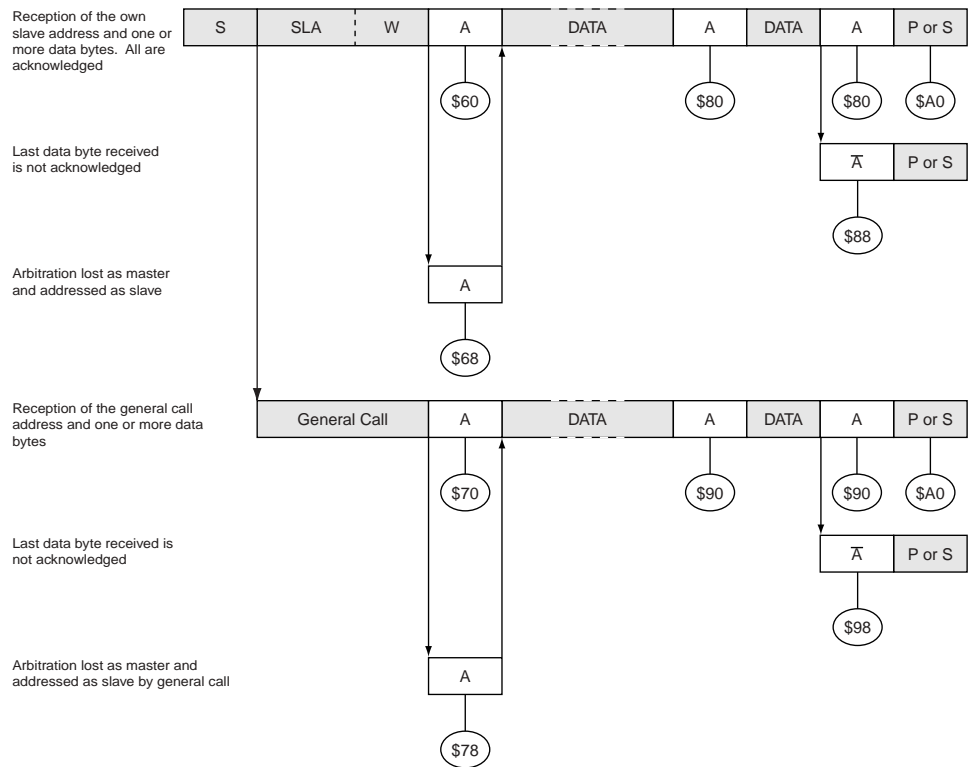 Reception of the own
slave address and one or
more data bytes. All are
acknowledged
S SLA W A DATA A DATA A P or S
$60 $80 $80 $A0
Last data byte received
is not acknowledged
A̅ P or S
$88
Arbitration lost as master
and addressed as slave
A
$68
Reception of the general call
address and one or more data
bytes
General Call A DATA A DATA A P or S
$70 $90 $90 $A0
Last data byte received is
not acknowledged
A̅ P or S
$98
Arbitration lost as master and
addressed as slave by general call
A
$78